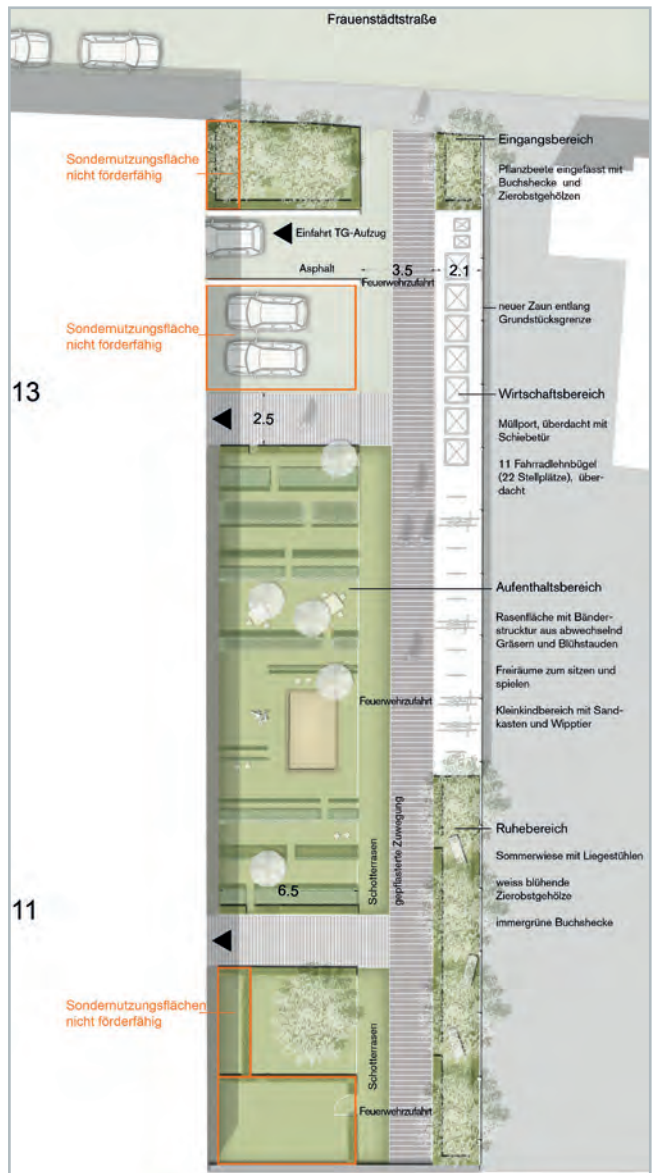 Frauenstädtstraße
Sondernutzungsfläche
nicht förderfähig
Eingangsbereich
Pflanzbeete eingefasst mit
Buchshecke und
Zierobstgehölzen
Einfahrt TG-Aufzug
Asphalt
3.5
2.1
Feuerwehrzufahrt
neuer Zaun entlang
Grundstücksgrenze
Sondernutzungsfläche
nicht förderfähig
13
2.5
Wirtschaftsbereich
Müllport, überdacht mit
Schiebetür
11 Fahrradlehnbügel
(22 Stellplätze), über-
dacht
Aufenthaltsbereich
Rasenfläche mit Bänder-
struktur aus abwechselnd
Gräsern und Blühstauden
Freiräume zum sitzen und
spielen
Kleinkindbereich mit Sand-
kasten und Wipptier
Feuerwehrzufahrt
gepflasterte Zuwegung
Schotterrasen
Ruhebereich
Sommerwiese mit Liegestühlen
weiss blühende
Zierobstgehölze
immergrüne Buchshecke
6.5
11
Sondernutzungsflächen
nicht förderfähig
Schotterrasen
Feuerwehrzufahrt